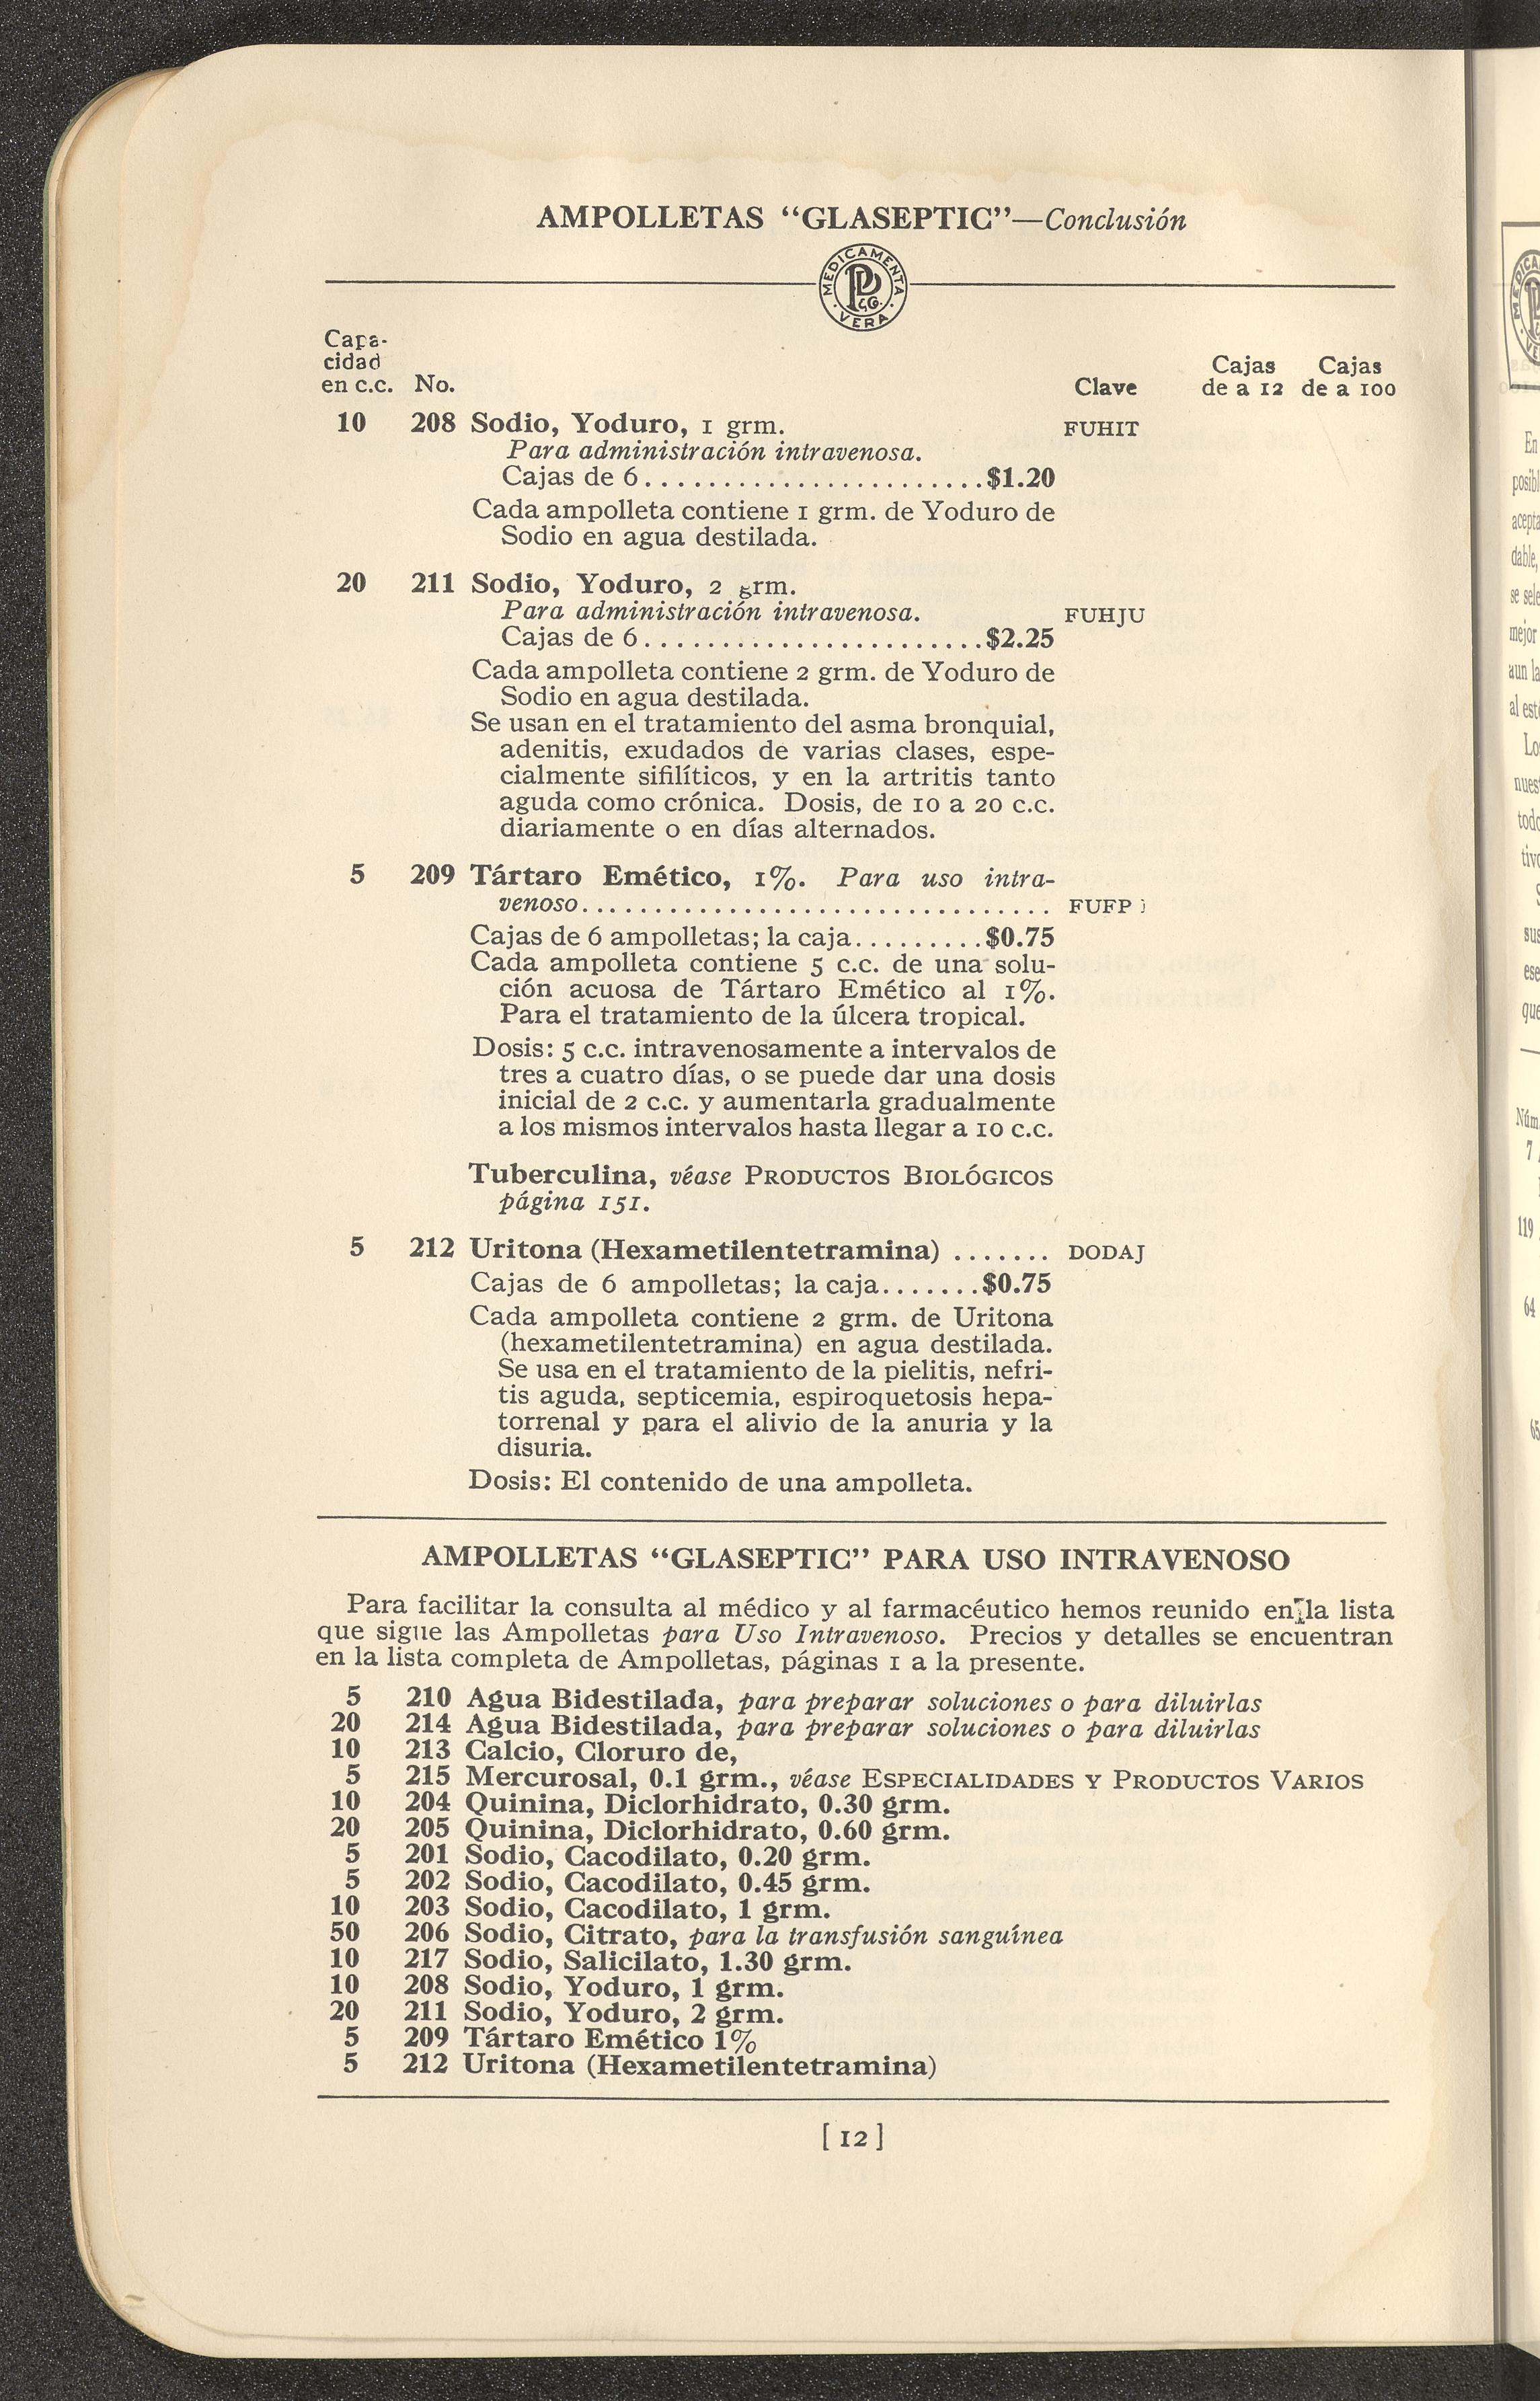 AMPOLLETAS “GLASEPTIC”—Conclusión
MEDICAMENTA VERA
P D & Co.
Capa-
cidad
en c.c. No. Clave Cajas de a 12 Cajas de a 100
10 208 Sodio, Yoduro, 1 grm. FUHIT
Para administración intravenosa.
Cajas de 6........................$1.20
Cada ampolleta contiene 1 grm. de Yoduro de
Sodio en agua destilada.
20 211 Sodio, Yoduro, 2 grm.
Para administración intravenosa. FUHJU
Cajas de 6........................$2.25
Cada ampolleta contiene 2 grm. de Yoduro de
Sodio en agua destilada.
Se usan en el tratamiento del asma bronquial,
adenitis, exudados de varias clases, espe-
cialmente sifilíticos, y en la artritis tanto
aguda como crónica. Dosis, de 10 a 20 c.c.
diariamente o en días alternados.
5 209 Tártaro Emético, 1%. Para uso intra-
venoso................................. FUFP
Cajas de 6 ampolletas; la caja.........$0.75
Cada ampolleta contiene 5 c.c. de una solu-
ción acuosa de Tártaro Emético al 1%.
Para el tratamiento de la úlcera tropical.
Dosis: 5 c.c. intravenosamente a intervalos de
tres a cuatro días, o se puede dar una dosis
inicial de 2 c.c. y aumentarla gradualmente
a los mismos intervalos hasta llegar a 10 c.c.
Tuberculina, véase PRODUCTOS BIOLÓGICOS
página 151.
5 212 Uritona (Hexametilentetramina) ....... DODAJ
Cajas de 6 ampolletas; la caja.......$0.75
Cada ampolleta contiene 2 grm. de Uritona
(hexametilentetramina) en agua destilada.
Se usa en el tratamiento de la pielitis, nefri-
tis aguda, septicemia, espiroquetosis hepa-
torrenal y para el alivio de la anuria y la
disuria.
Dosis: El contenido de una ampolleta.
AMPOLLETAS “GLASEPTIC” PARA USO INTRAVENOSO
Para facilitar la consulta al médico y al farmacéutico hemos reunido en la lista
que sigue las Ampolletas para Uso Intravenoso. Precios y detalles se encuentran
en la lista completa de Ampolletas, páginas 1 a la presente.
5 210 Agua Bidestilada, para preparar soluciones o para diluirlas
20 214 Agua Bidestilada, para preparar soluciones o para diluirlas
10 213 Calcio, Cloruro de,
5 215 Mercurosal, 0.1 grm., véase ESPECIALIDADES Y PRODUCTOS VARIOS
10 204 Quinina, Diclorhidrato, 0.30 grm.
20 205 Quinina, Diclorhidrato, 0.60 grm.
5 201 Sodio, Cacodilato, 0.20 grm.
5 202 Sodio, Cacodilato, 0.45 grm.
10 203 Sodio, Cacodilato, 1 grm.
50 206 Sodio, Citrato, para la transfusión sanguínea
10 217 Sodio, Salicilato, 1.30 grm.
10 208 Sodio, Yoduro, 1 grm.
20 211 Sodio, Yoduro, 2 grm.
5 209 Tártaro Emético 1%
5 212 Uritona (Hexametilentetramina)
[ 12 ]